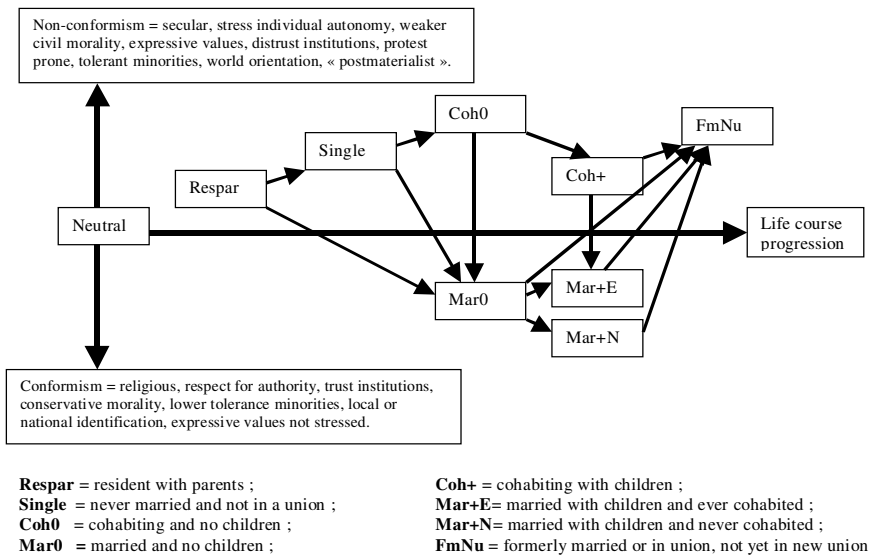 Non-conformism = secular, stress individual autonomy, weaker
civil morality, expressive values, distrust institutions, protest
prone, tolerant minorities, world orientation, « postmaterialist ».
Coh0
FmNu
Single
Coh+
Respar
Neutral
Life course
progression
Mar0
Mar+E
Mar+N
Conformism = religious, respect for authority, trust institutions,
conservative morality, lower tolerance minorities, local or
national identification, expressive values not stressed.
Respar = resident with parents ;
Single = never married and not in a union ;
Coh0 = cohabiting and no children ;
Mar0 = married and no children ;
Coh+ = cohabiting with children ;
Mar+E= married with children and ever cohabited ;
Mar+N= married with children and never cohabited ;
FmNu = formerly married or in union, not yet in new union